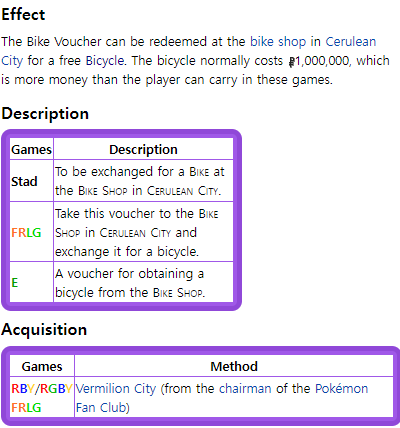 Effect
The Bike Voucher can be redeemed at the bike shop in Cerulean
City for a free Bicycle. The bicycle normally costs ₽1,000,000, which
is more money than the player can carry in these games.
Description
Games Description
Stad To be exchanged for a Bike at
the Bike Shop in Cerulean City.
FRLG Take this voucher to the Bike
Shop in Cerulean City and
exchange it for a bicycle.
E A voucher for obtaining a
bicycle from the Bike Shop.
Acquisition
Games Method
RBY/RGBY Vermilion City (from the chairman of the Pokémon
FRLG Fan Club)